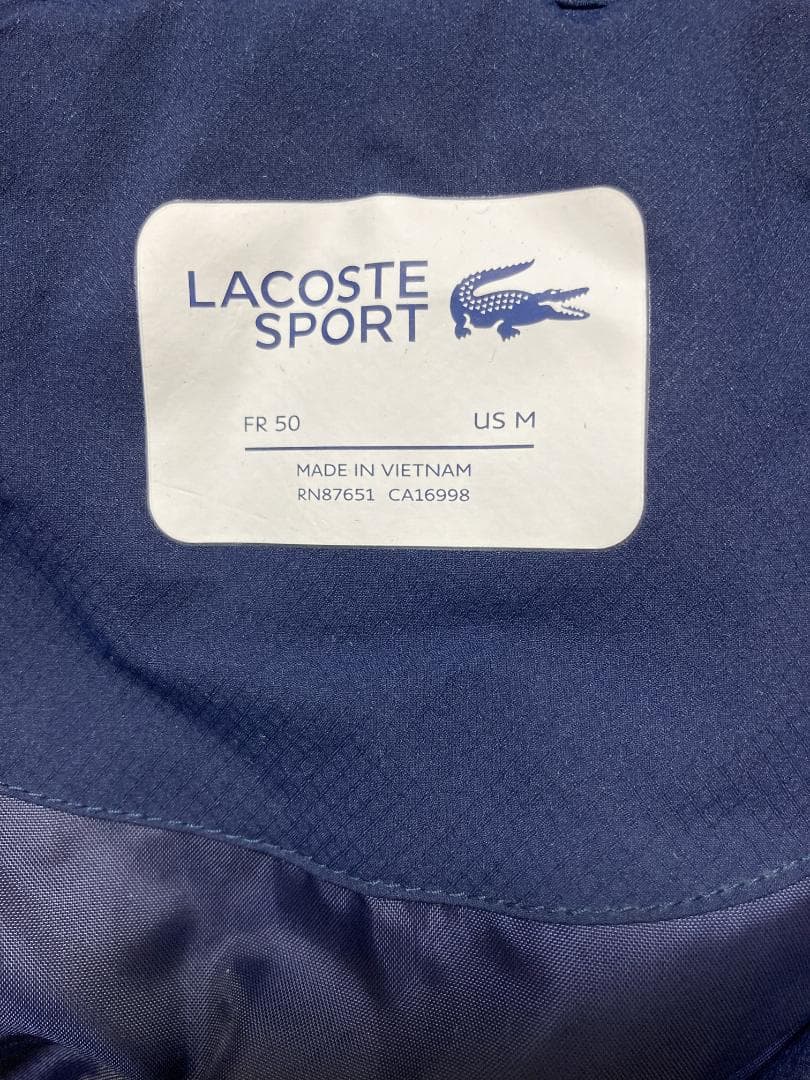 LACOSTE
SPORT
FR 50 US M
MADE IN VIETNAM
RN87651 CA16998